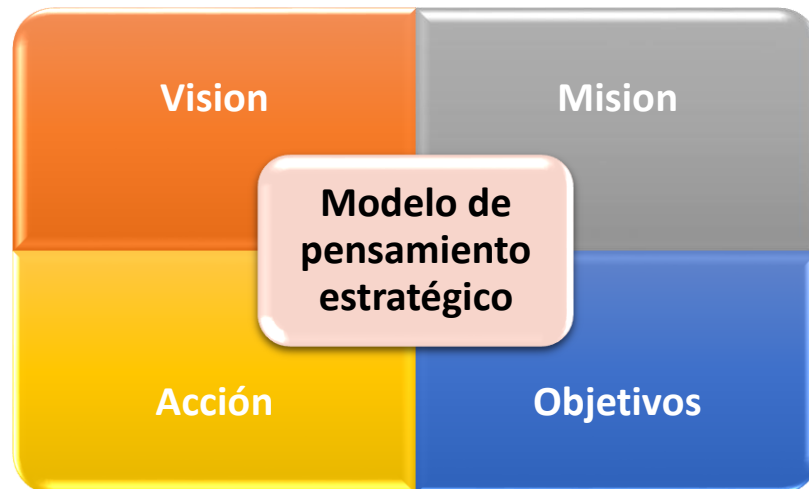 Vision
Mision
Modelo de
pensamiento
estratégico
Acción
Objetivos